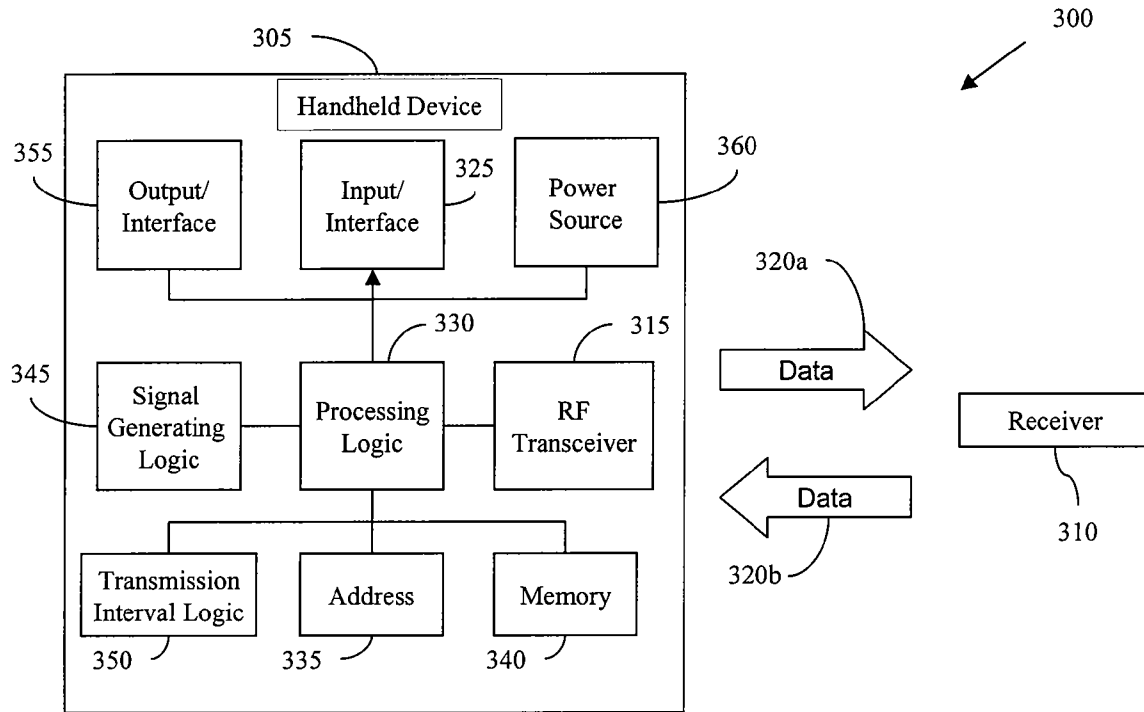 300
305
Handheld Device
355
325
360
Output/
Interface
Input/
Interface
Power
Source
320a
330
315
345
Data
Signal
Generating
Logic
Processing
Logic
RF
Transceiver
Receiver
Data
310
320b
Transmission
Interval Logic
Address
Memory
350
335
340